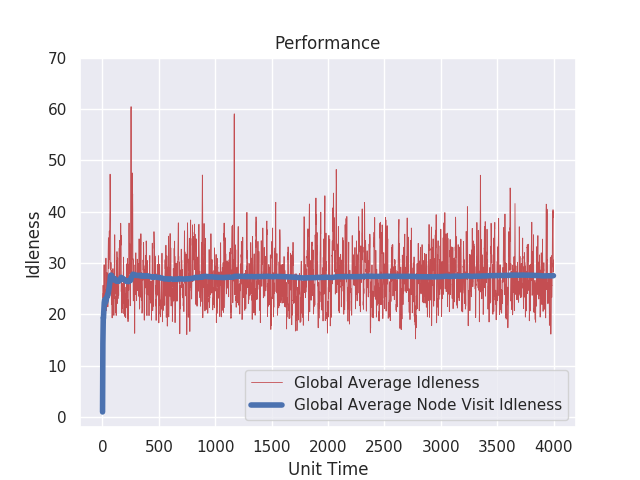 Performance
70
60
50
40
30
20
10
0
Idleness
Global Average Idleness
Global Average Node Visit Idleness
0 500 1000 1500 2000 2500 3000 3500 4000
Unit Time